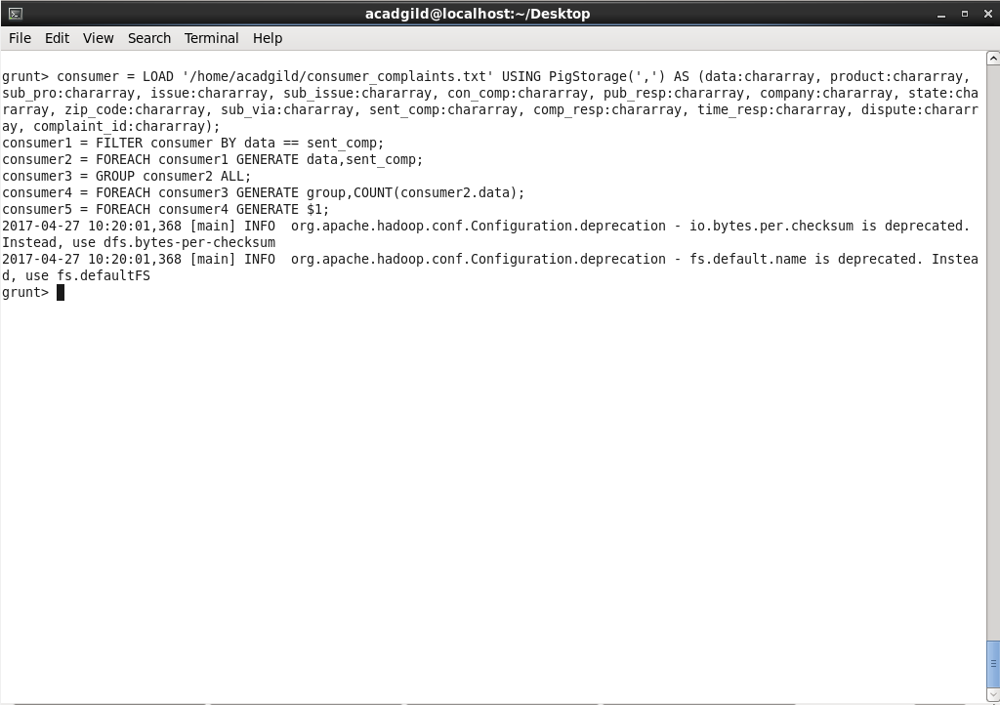 acadgild@localhost:~/Desktop
File Edit View Search Terminal Help
grunt> consumer = LOAD '/home/acadgild/consumer_complaints.txt' USING PigStorage(',') AS (data:chararray, product:chararray,
sub_pro:chararray, issue:chararray, sub_issue:chararray, con_comp:chararray, pub_resp:chararray, company:chararray, state:cha
rarray, zip_code:chararray, sub_via:chararray, sent_comp:chararray, comp_resp:chararray, time_resp:chararray, dispute:chararr
ay, complaint_id:chararray);
consumer1 = FILTER consumer BY data == sent_comp;
consumer2 = FOREACH consumer1 GENERATE data,sent_comp;
consumer3 = GROUP consumer2 ALL;
consumer4 = FOREACH consumer3 GENERATE group,COUNT(consumer2.data);
consumer5 = FOREACH consumer4 GENERATE $1;
2017-04-27 10:20:01,368 [main] INFO  org.apache.hadoop.conf.Configuration.deprecation - io.bytes.per.checksum is deprecated.
Instead, use dfs.bytes-per-checksum
2017-04-27 10:20:01,368 [main] INFO  org.apache.hadoop.conf.Configuration.deprecation - fs.default.name is deprecated. Instea
d, use fs.defaultFS
grunt>